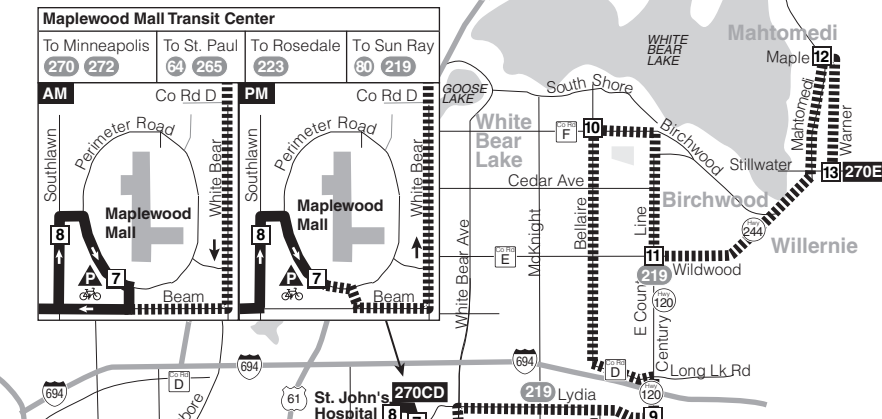 Maplewood Mall Transit Center
To Minneapolis
270 272
To St. Paul
64 265
To Rosedale
223
To Sun Ray
80 219
AM
Co Rd D
Perimeter Road
Southlawn
White Bear
Maplewood
Mall
8
P
7
Beam
PM
Co Rd D
Perimeter Road
Southlawn
White Bear
Maplewood
Mall
8
P
7
Beam
GOOSE
LAKE
WHITE
BEAR
LAKE
Mahtomedi
Maple 12
South Shore
White
Bear
Lake
Co Rd
F
10
Birchwood
Mahtomedi
Warner
Stillwater
13 270E
Cedar Ave
Birchwood
Hwy
244
Willernie
White Bear Ave
McKnight
Bellaire
Line
Co Rd
E
11
219
Wildwood
E Count
Hwy
120
Century
694
694
694
Co Rd
D
Co Rd
D
Long Lk Rd
Hwy
120
hore
61
St. John's
Hospital
270CD
8
7
219 Lydia
9